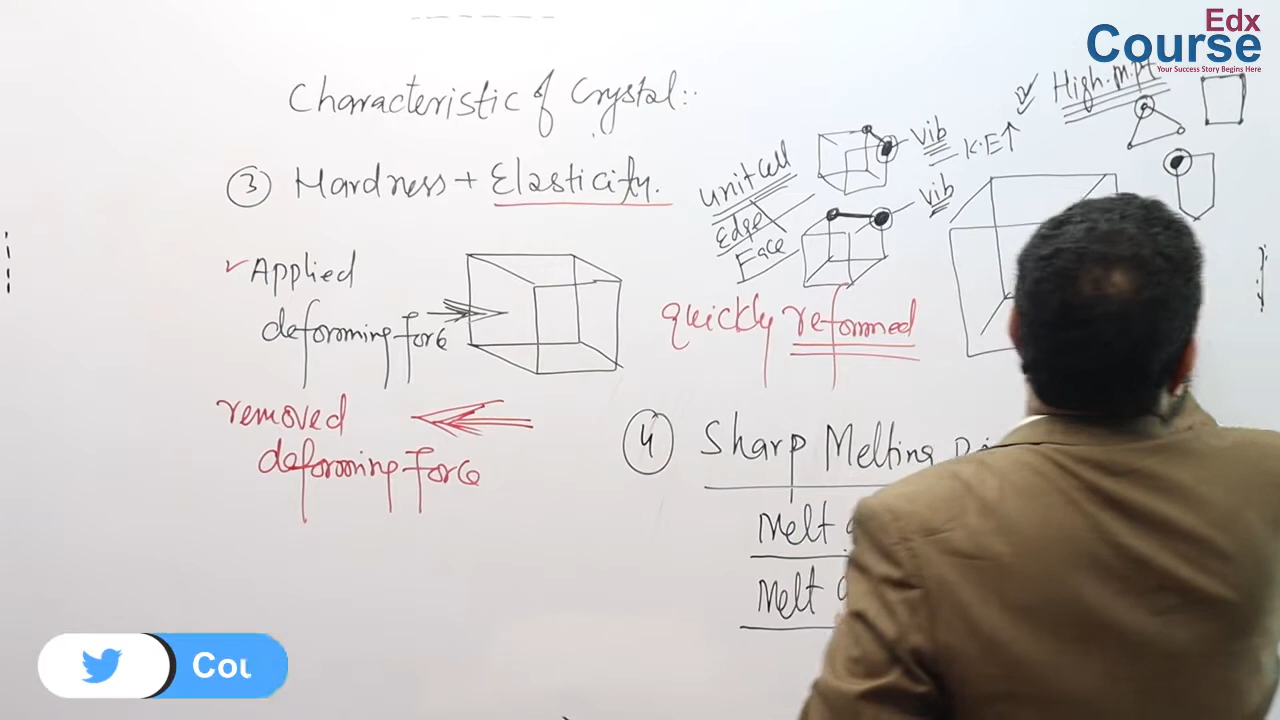 Edx
Course
Your Success Story Begins Here
Characteristic of Crystal:-
High. m. pt
③ Hardness + Elasticity.
Unit cell
Edge
Face
Vib
K.E↑
Vib
Applied
deforming force
quickly reformed
removed
deforming force
④ Sharp Melting
Melt
Melt
Cou